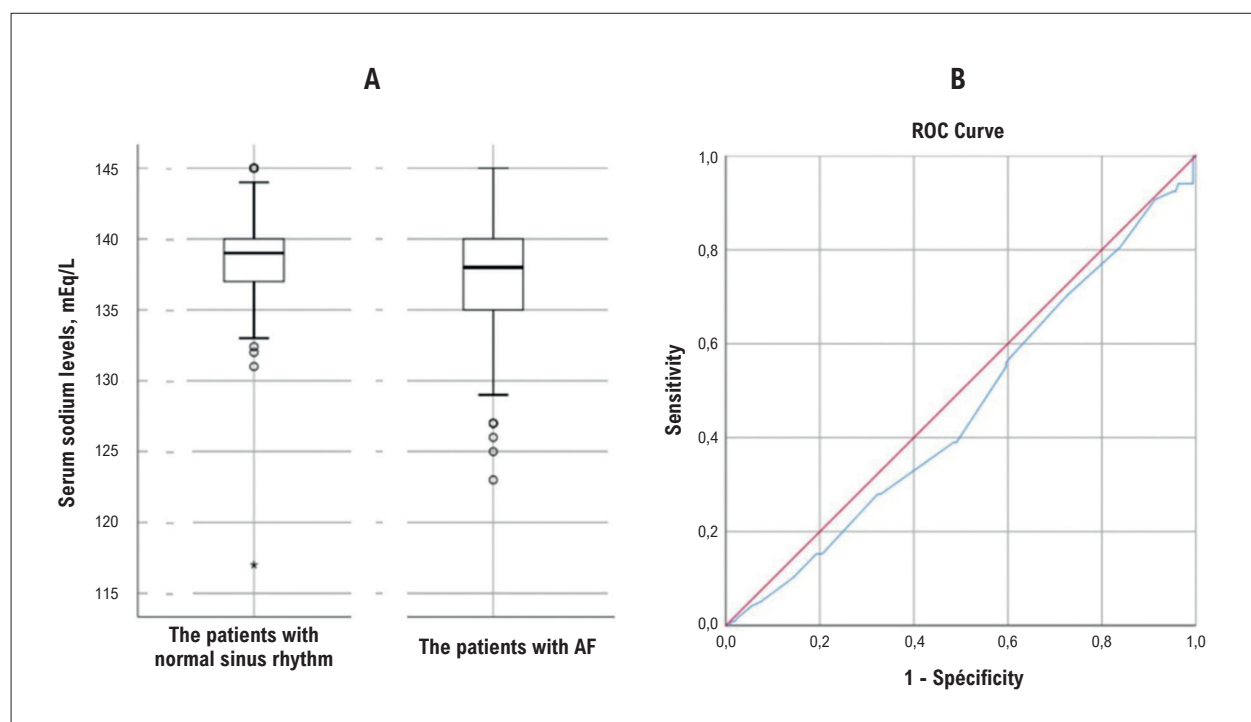 A
Serum sodium levels, mEq/L
145
140
135
130
125
120
115
The patients with
normal sinus rhythm
The patients with AF
B
ROC Curve
Sensitivity
1,0
0,8
0,6
0,4
0,2
0,0
0,0
0,2
0,4
0,6
0,8
1,0
1 - Spécificity